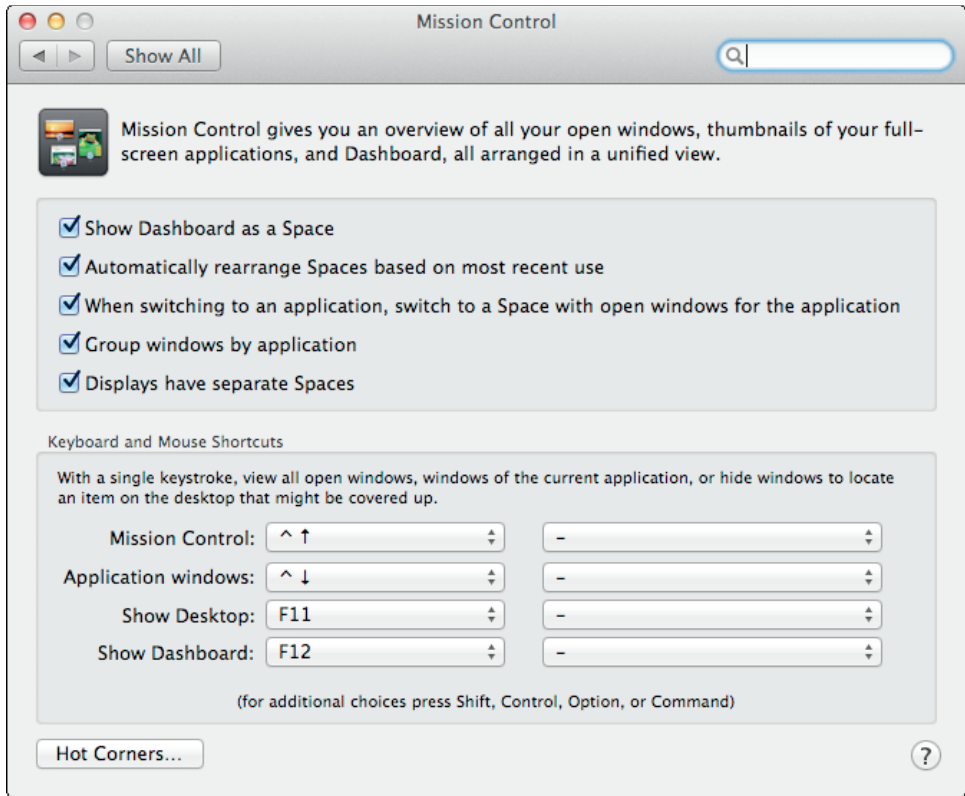 Mission Control
Show All
Mission Control gives you an overview of all your open windows, thumbnails of your full-
screen applications, and Dashboard, all arranged in a unified view.
Show Dashboard as a Space
Automatically rearrange Spaces based on most recent use
When switching to an application, switch to a Space with open windows for the application
Group windows by application
Displays have separate Spaces
Keyboard and Mouse Shortcuts
With a single keystroke, view all open windows, windows of the current application, or hide windows to locate
an item on the desktop that might be covered up.
Mission Control: ^ ↑ –
Application windows: ^ ↓ –
Show Desktop: F11 –
Show Dashboard: F12 –
(for additional choices press Shift, Control, Option, or Command)
Hot Corners... ?